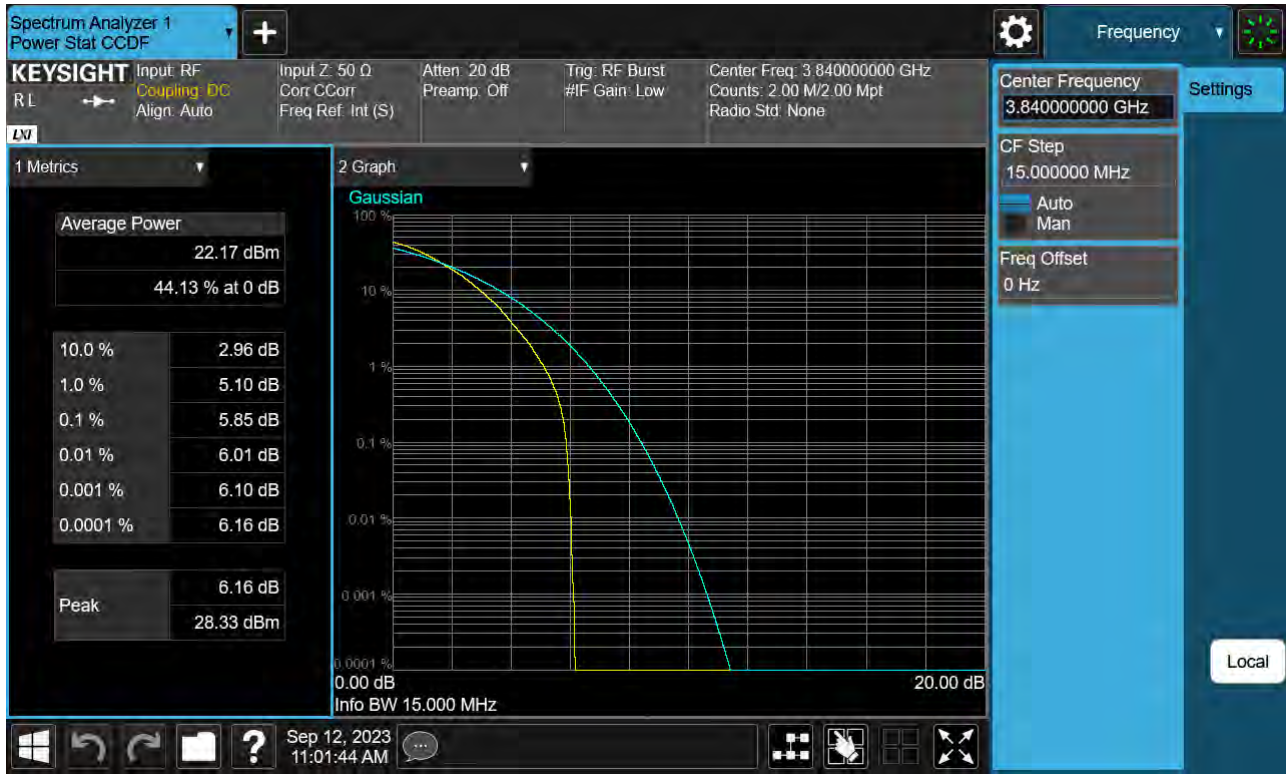 Spectrum Analyzer 1
Power Stat CCDF
+
Frequency
KEYSIGHT
RL
LXI
Input: RF
Coupling: DC
Align: Auto
Input Z: 50 Ω
Corr CCorr
Freq Ref: Int (S)
Atten: 20 dB
Preamp: Off
Trig: RF Burst
#IF Gain: Low
Center Freq: 3.840000000 GHz
Counts: 2.00 M/2.00 Mpt
Radio Std: None
Center Frequency
3.840000000 GHz
Settings
CF Step
15.000000 MHz
Auto
Man
Freq Offset
0 Hz
1 Metrics
Average Power
22.17 dBm
44.13 % at 0 dB
10.0 % 2.96 dB
1.0 % 5.10 dB
0.1 % 5.85 dB
0.01 % 6.01 dB
0.001 % 6.10 dB
0.0001 % 6.16 dB
Peak 6.16 dB
28.33 dBm
2 Graph
Gaussian
100 %
10 %
1 %
0.1 %
0.01 %
0.001 %
0.0001 %
0.00 dB 20.00 dB
Info BW 15.000 MHz
Local
?
Sep 12, 2023
11:01:44 AM